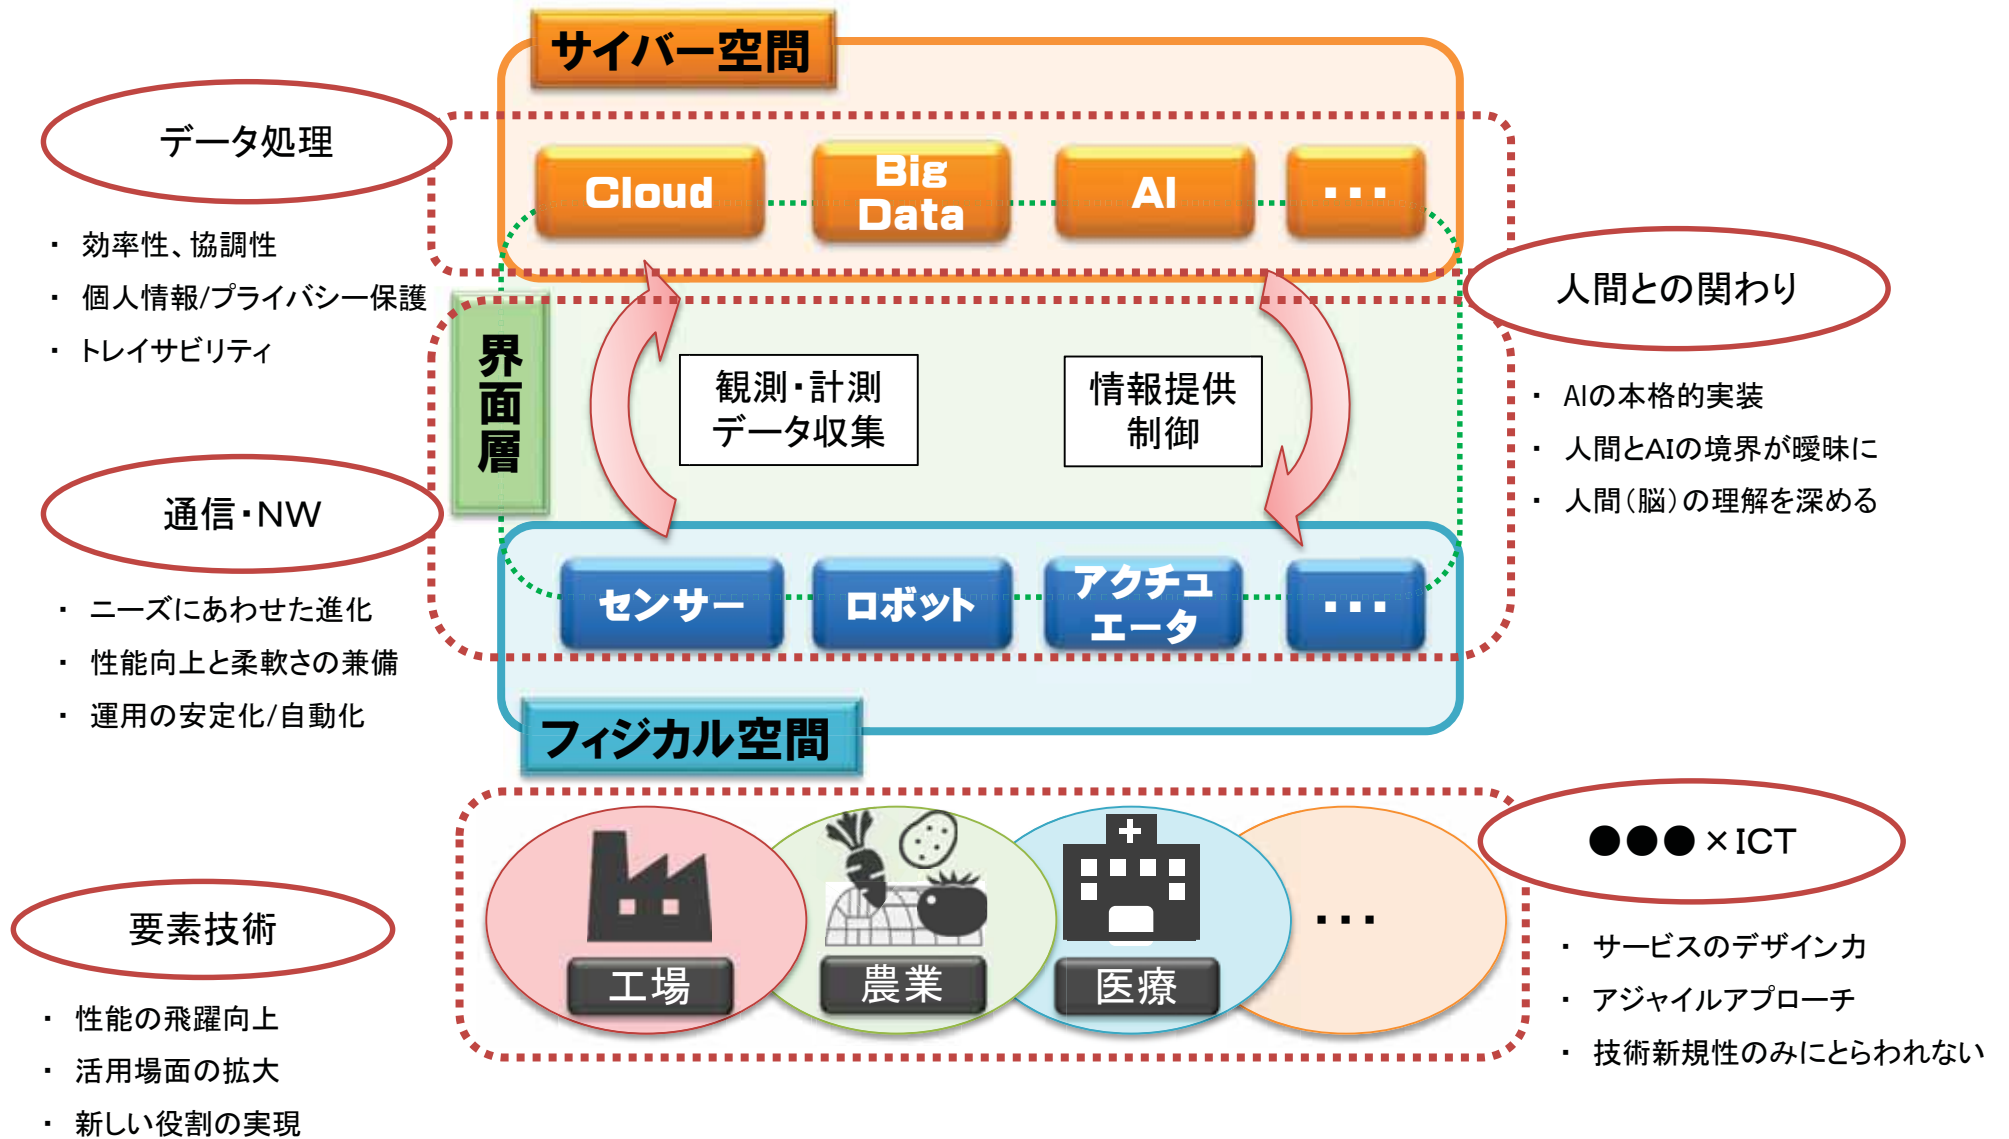 サイバー空間
データ処理
・ 効率性、協調性
・ 個人情報/プライバシー保護
・ トレイサビリティ
Cloud
Big
Data
AI
･･･
人間との関わり
・ AIの本格的実装
・ 人間とAIの境界が曖昧に
・ 人間（脳）の理解を深める
界面層
観測・計測
データ収集
情報提供
制御
通信・NW
・ ニーズにあわせた進化
・ 性能向上と柔軟さの兼備
・ 運用の安定化/自動化
センサー
ロボット
アクチュ
エータ
･･･
フィジカル空間
工場
農業
医療
･･･
●●●×ICT
・ サービスのデザイン力
・ アジャイルアプローチ
・ 技術新規性のみにとらわれない
要素技術
・ 性能の飛躍向上
・ 活用場面の拡大
・ 新しい役割の実現